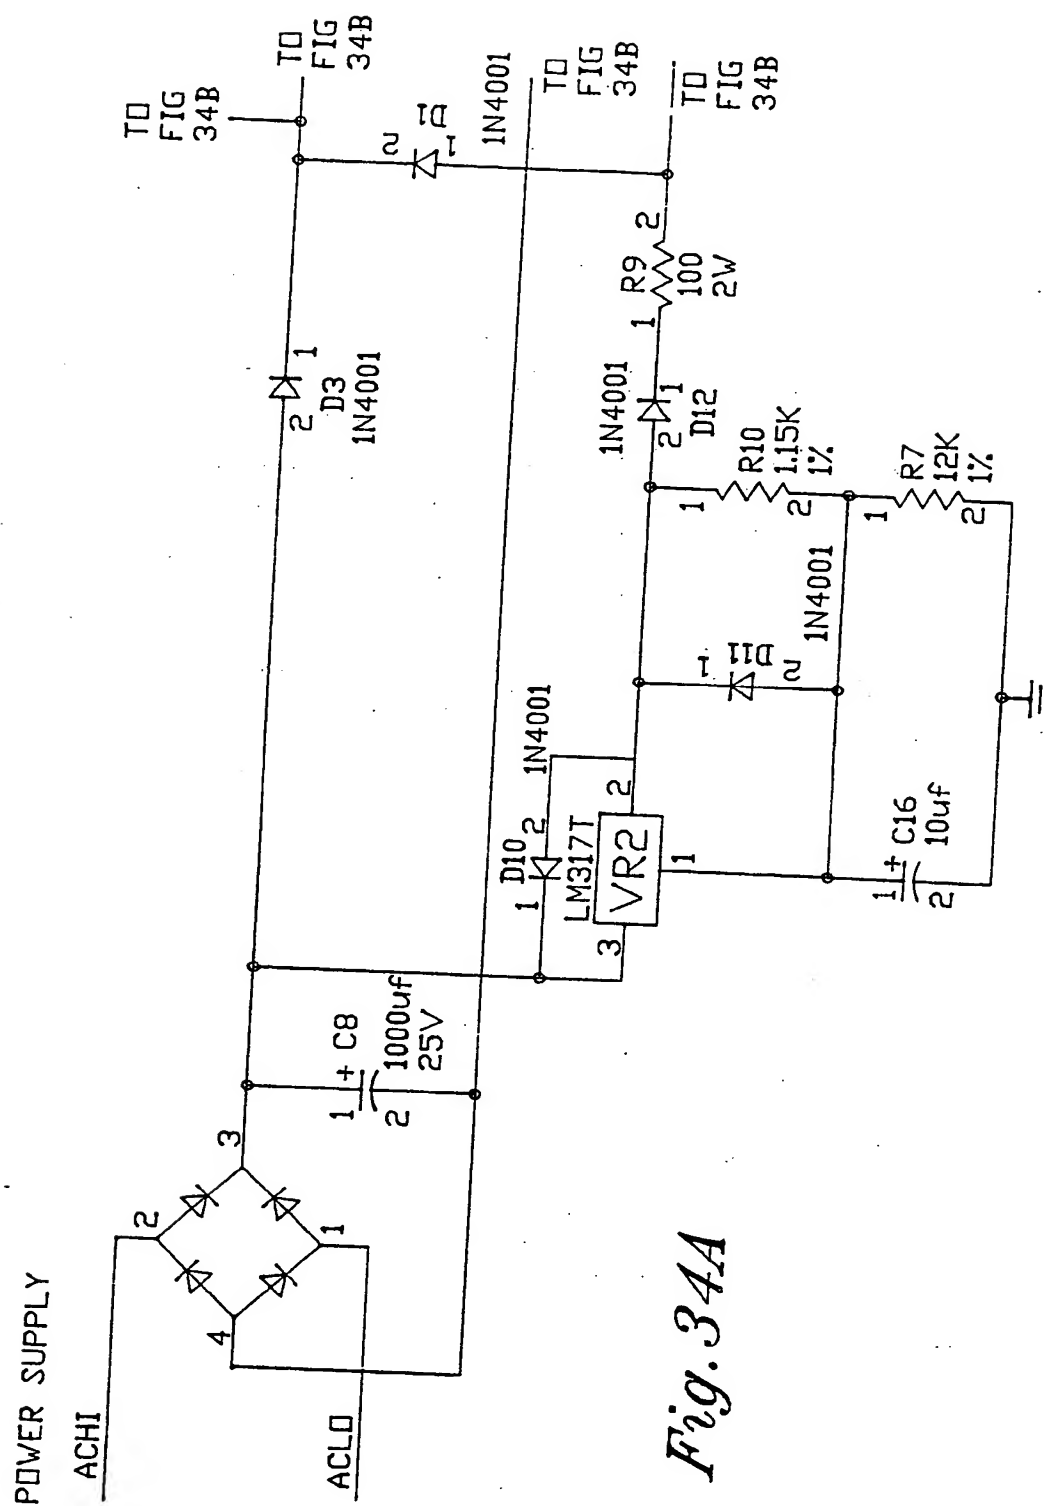 POWER SUPPLY
ACHI
ACLO
2
3
4
1
1
+
C8
1000uf
25V
2
2
1
D3
1N4001
TO
FIG
34B
TO
FIG
34B
2
1
D1
1N4001
TO
FIG
34B
TO
FIG
34B
D10
1
2
1N4001
LM317T
3
VR2
2
1
1
D11
2
1N4001
1N4001
2
1
D12
R9
1
2
100
2W
1
R10
1.15K
1%
2
1
R7
12K
1%
2
1
+
C16
10uf
2
Fig. 34A